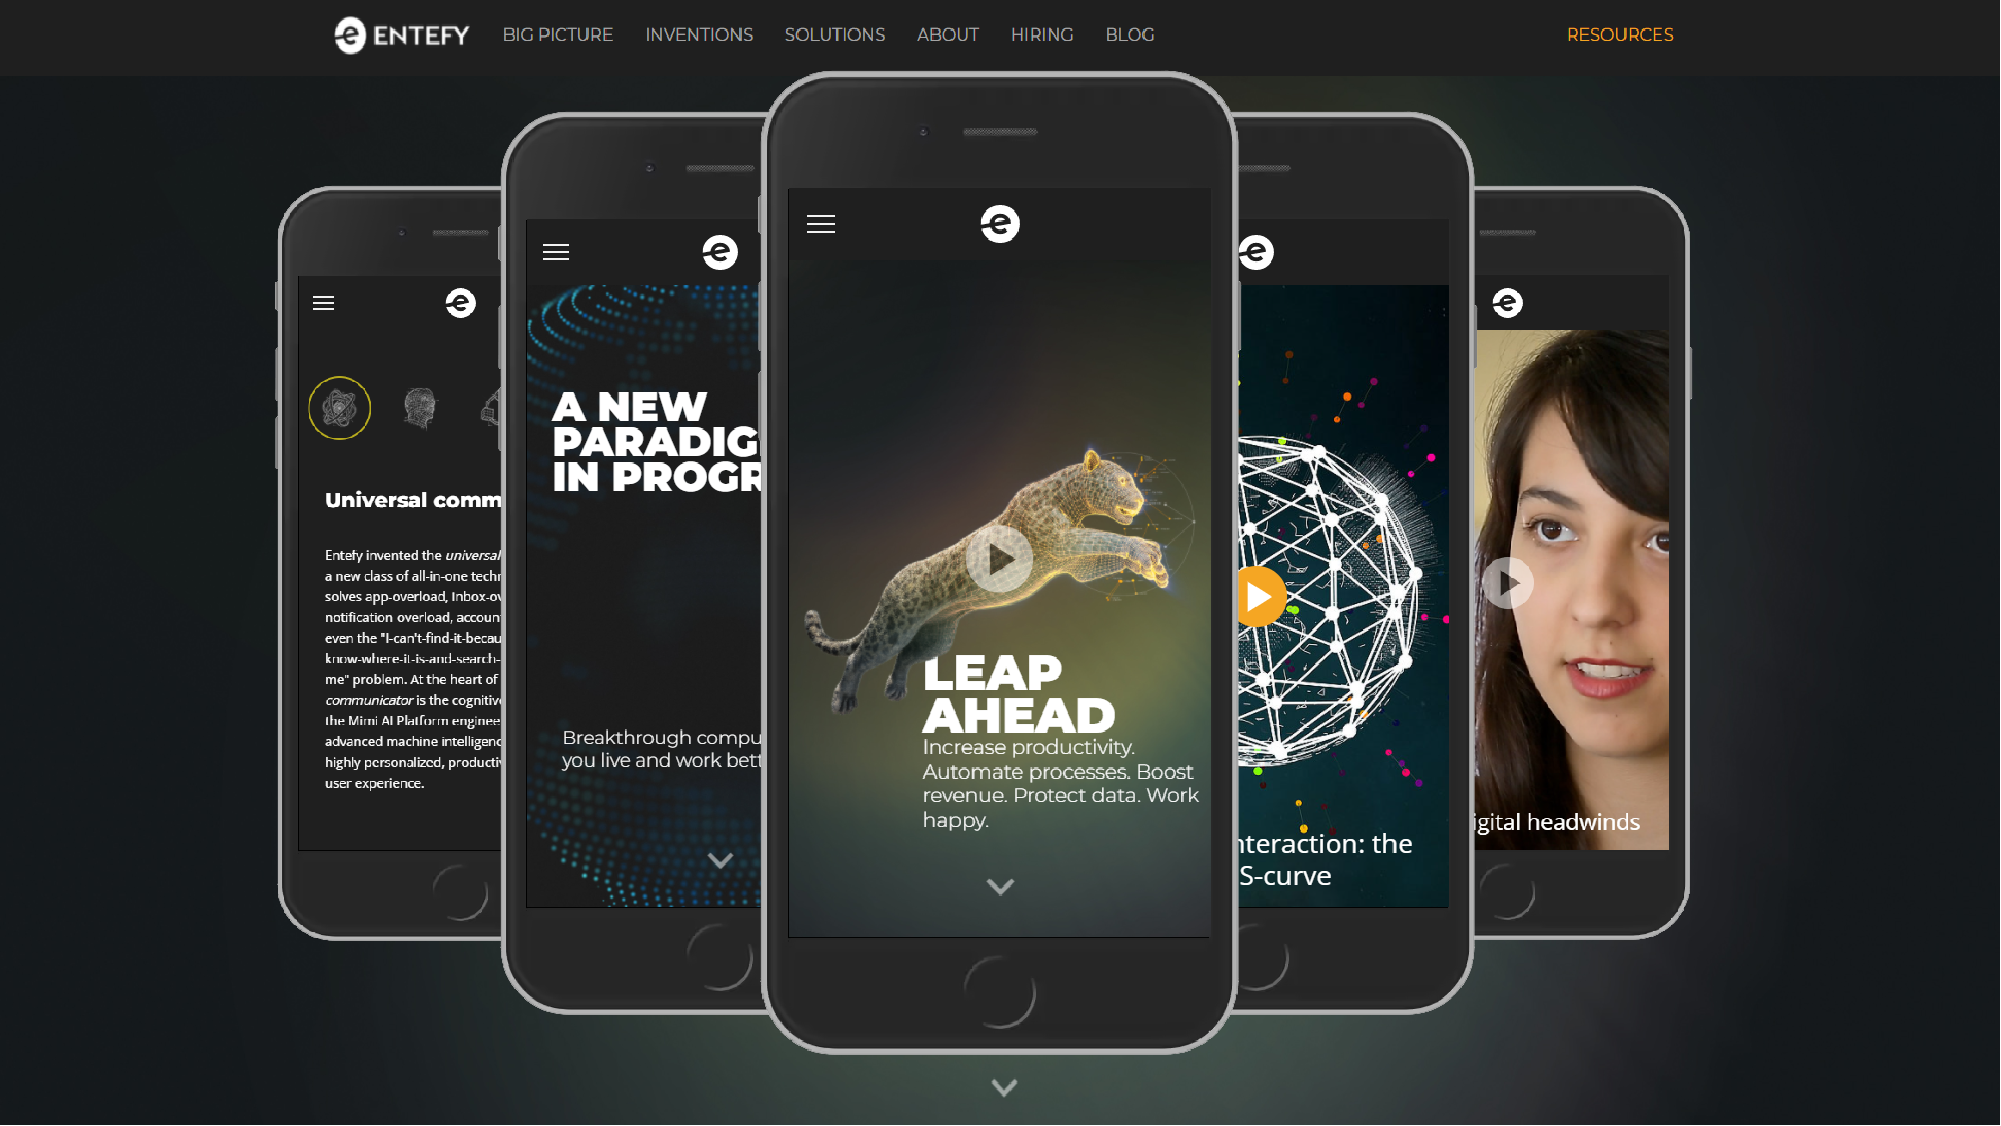 ENTEFY
BIG PICTURE
INVENTIONS
SOLUTIONS
ABOUT
HIRING
BLOG
RESOURCES
Universal comm
Entefy invented the universal
a new class of all-in-one techn
solves app-overload, Inbox-ov
notification overload, accoun
even the "I-can't-find-it-becau
know-where-it-is-and-search-
me" problem. At the heart of
communicator is the cognitive
the Mimi AI Platform enginee
advanced machine intelligenc
highly personalized, producti
user experience.
A NEW
PARADIG
IN PROGR
Breakthrough compu
you live and work bett
LEAP
AHEAD
Increase productivity.
Automate processes. Boost
revenue. Protect data. Work
happy.
nteraction: the
S-curve
igital headwinds